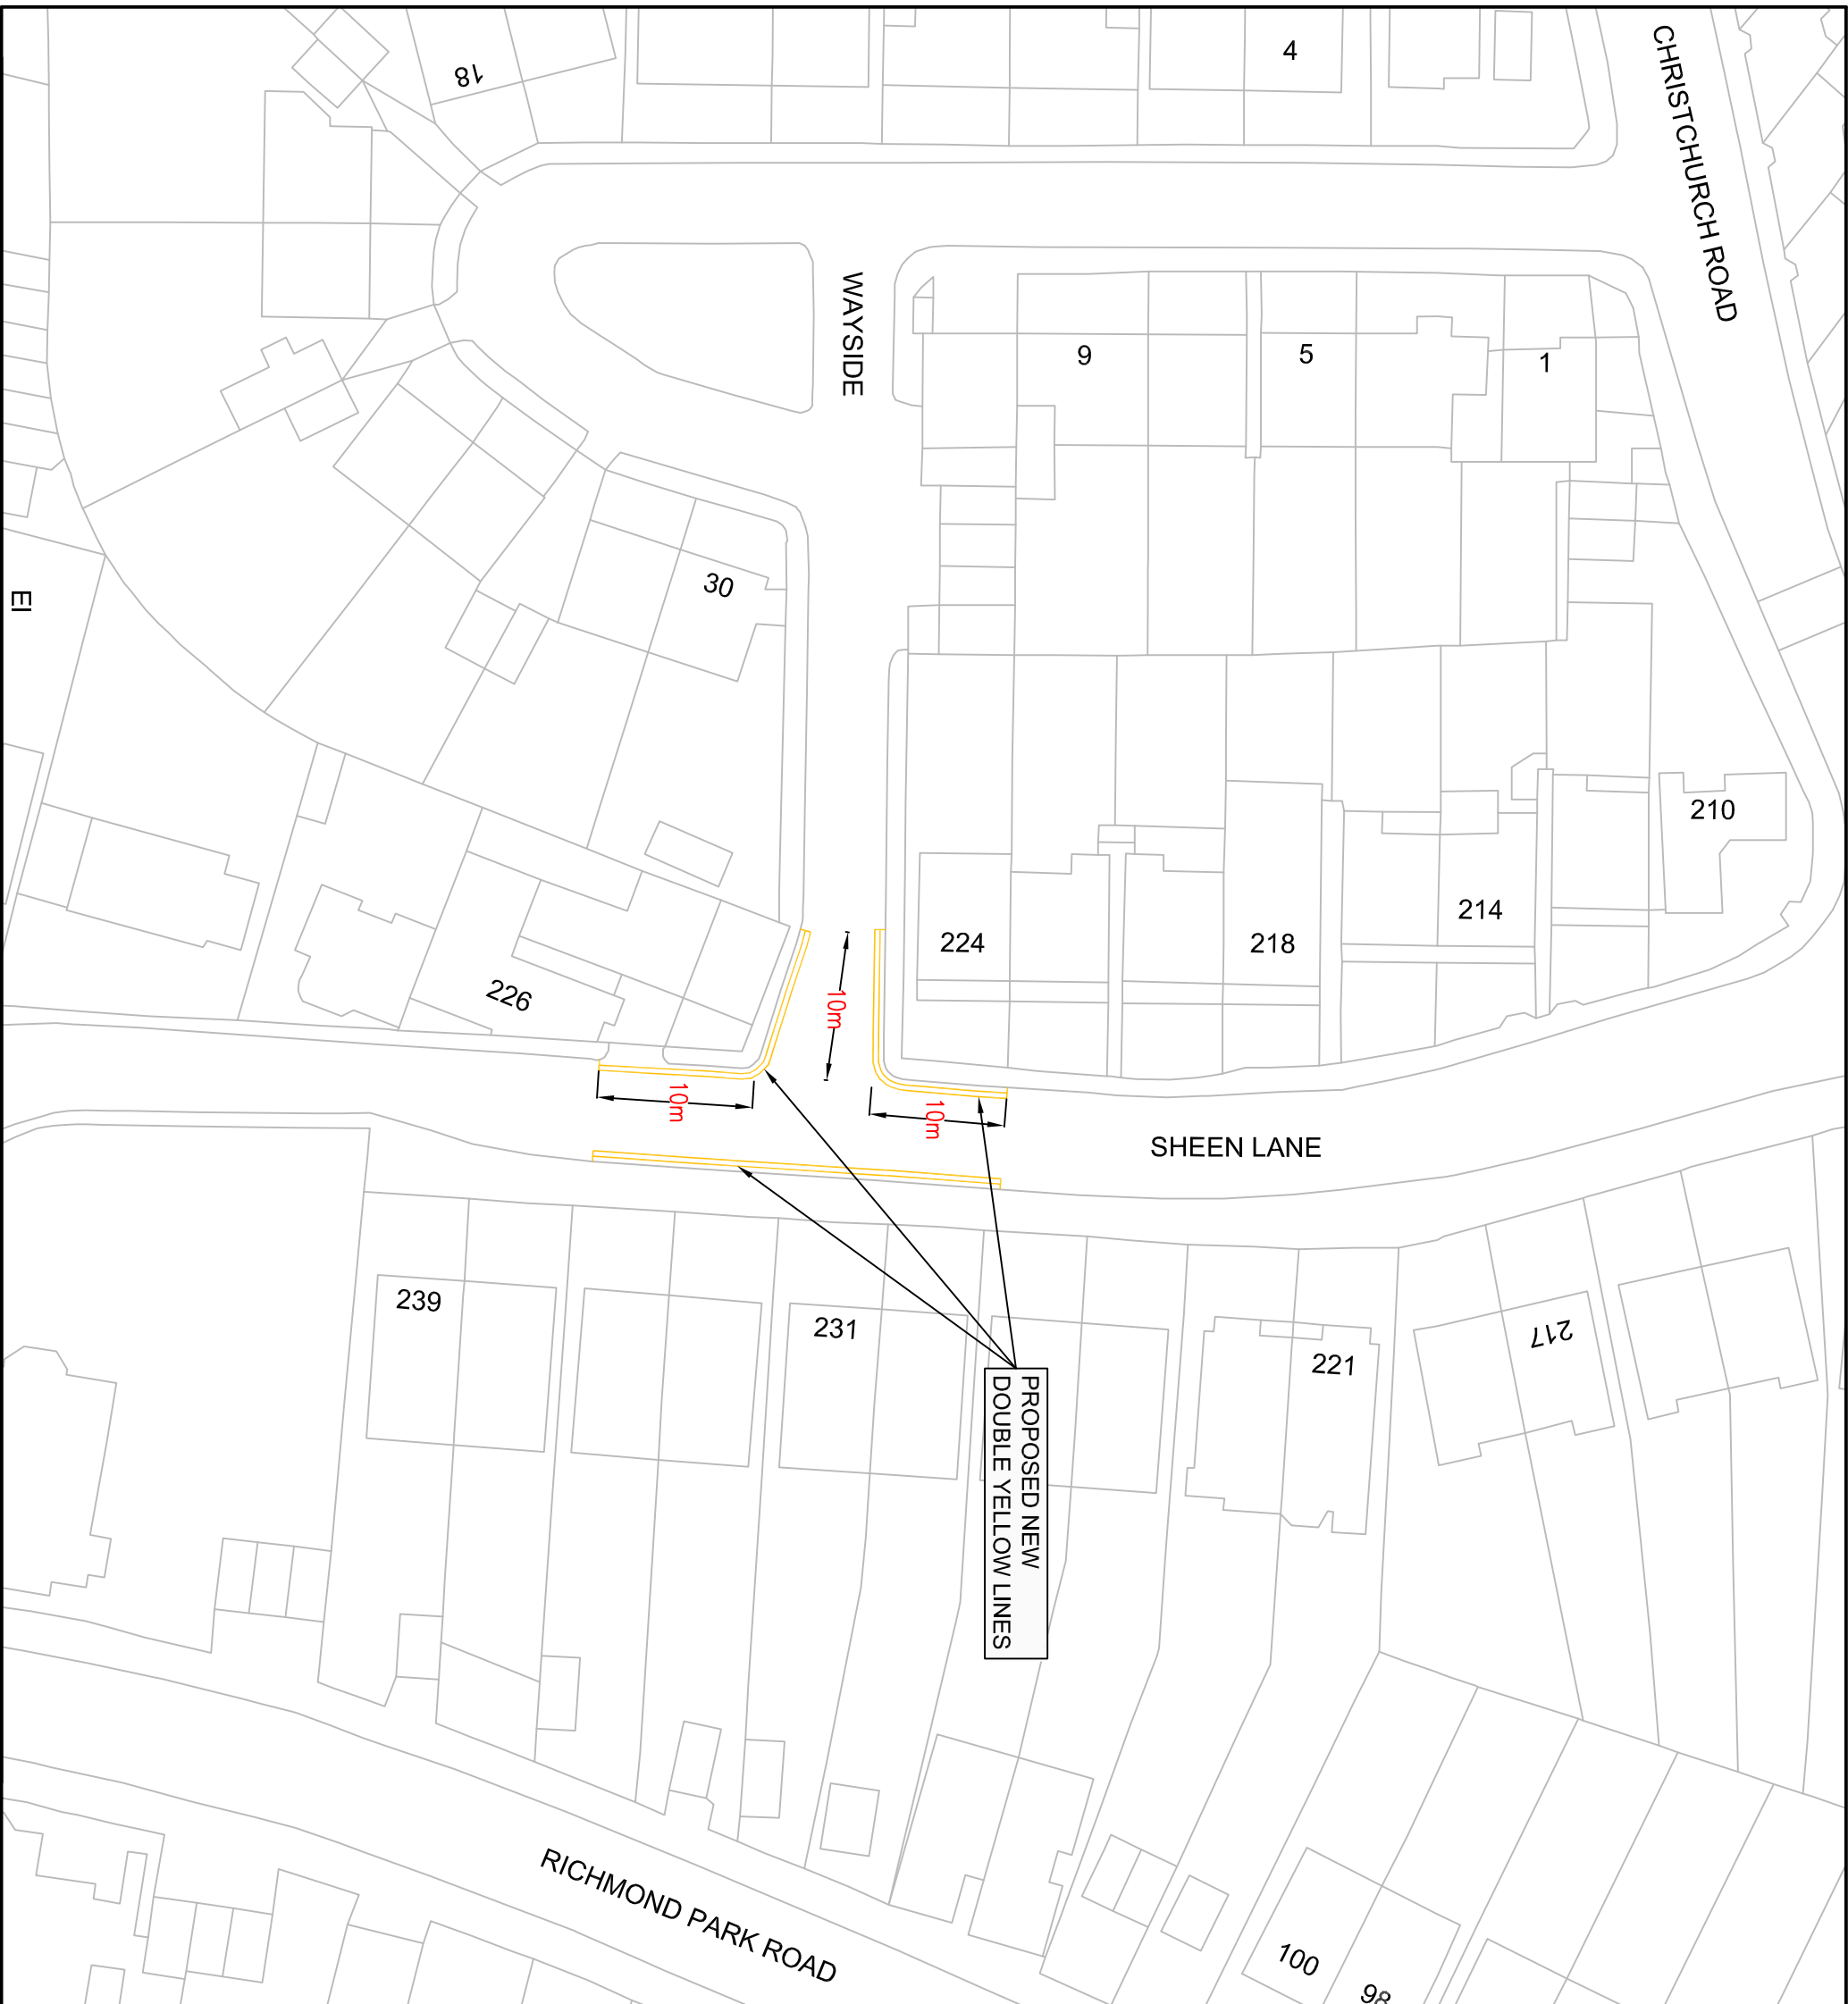 CHRISTCHURCH ROAD
4
18
WAYSIDE
9
5
1
30
EI
210
214
224
218
226
10m
10m
10m
SHEEN LANE
239
231
221
217
PROPOSED NEW
DOUBLE YELLOW LINES
RICHMOND PARK ROAD
100
98